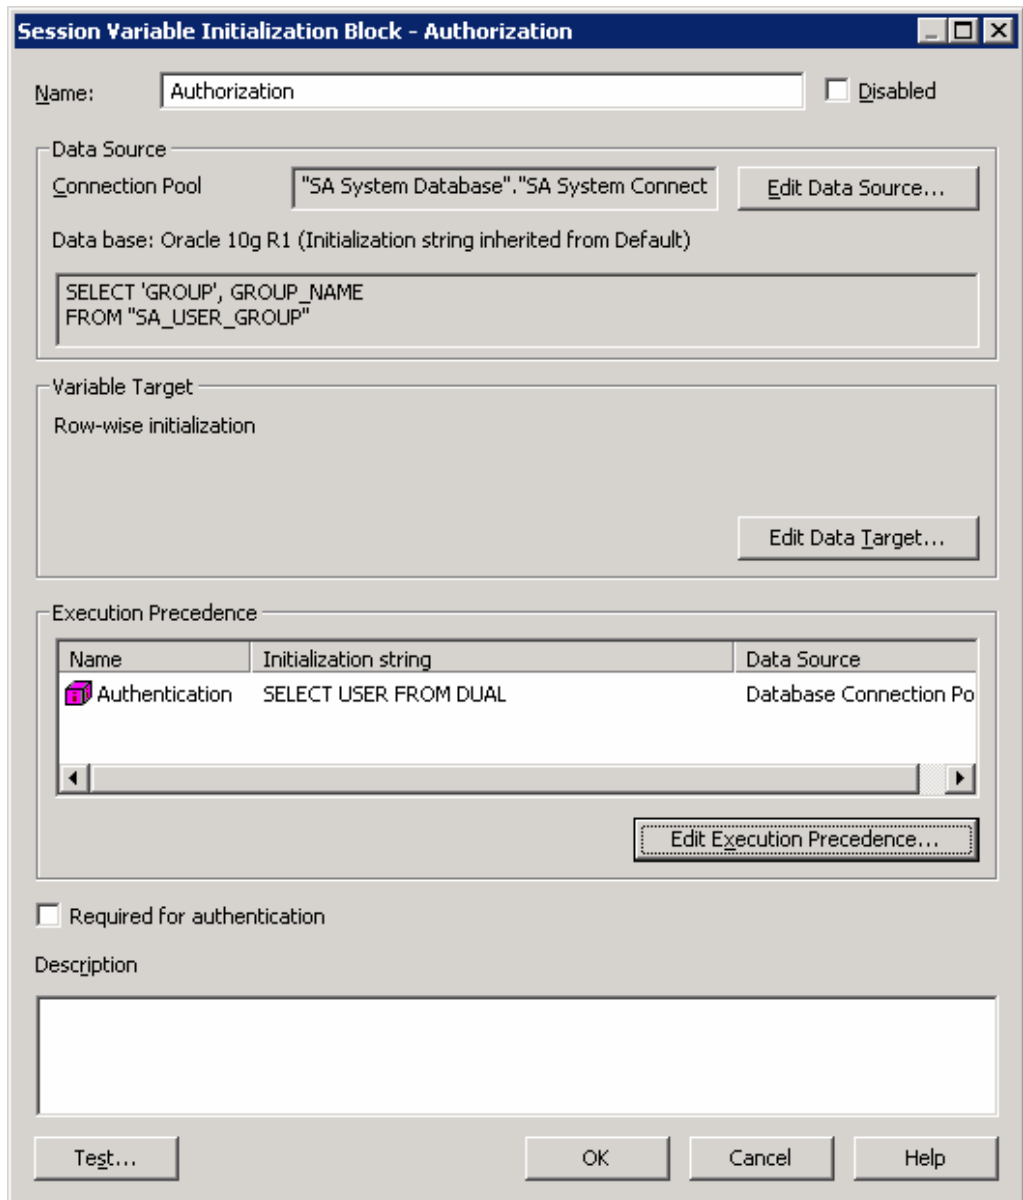 Session Variable Initialization Block - Authorization
Name: Authorization Disabled
Data Source
Connection Pool "SA System Database"."SA System Connect Edit Data Source...
Data base: Oracle 10g R1 (Initialization string inherited from Default)
SELECT 'GROUP', GROUP_NAME
FROM "SA_USER_GROUP"
Variable Target
Row-wise initialization
Edit Data Target...
Execution Precedence
Name Initialization string Data Source
Authentication SELECT USER FROM DUAL Database Connection Po
Edit Execution Precedence...
Required for authentication
Description
Test... OK Cancel Help